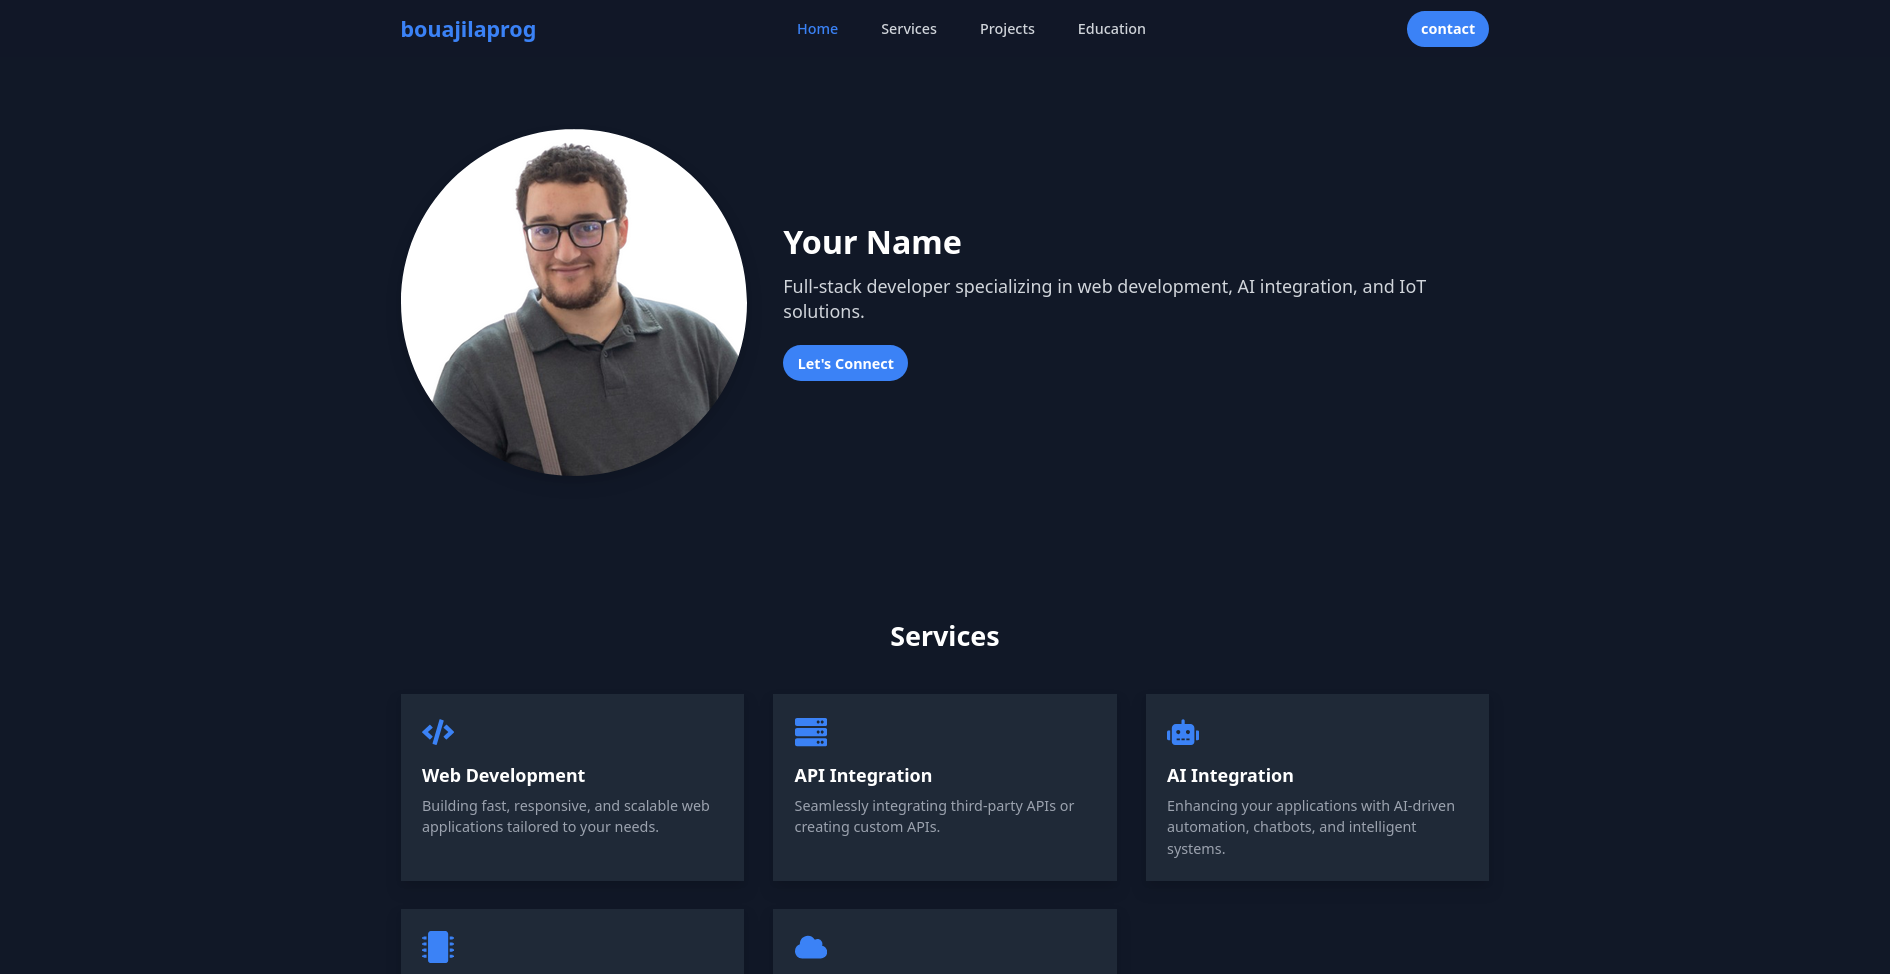 bouajilaprog
Home Services Projects Education
contact
Your Name
Full-stack developer specializing in web development, AI integration, and IoT
solutions.
Let's Connect
Services
Web Development
Building fast, responsive, and scalable web
applications tailored to your needs.
API Integration
Seamlessly integrating third-party APIs or
creating custom APIs.
AI Integration
Enhancing your applications with AI-driven
automation, chatbots, and intelligent
systems.